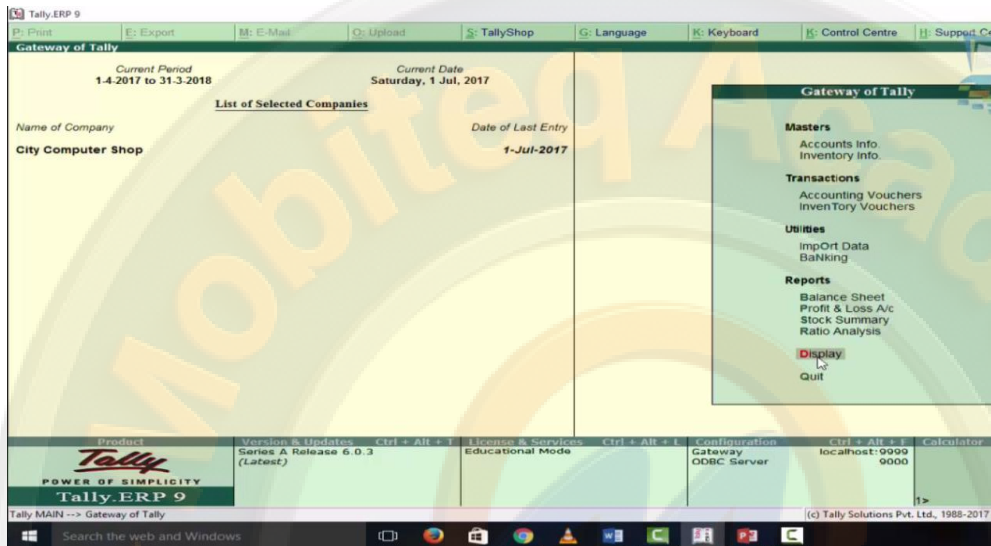 Tally.ERP 9
P: Print E: Export M: E-Mail O: Upload S: TallyShop G: Language K: Keyboard K: Control Centre H: Support
Gateway of Tally
Current Period Current Date
1-4-2017 to 31-3-2018 Saturday, 1 Jul, 2017
List of Selected Companies
Name of Company Date of Last Entry
City Computer Shop 1-Jul-2017
Gateway of Tally
Masters
Accounts Info.
Inventory Info.
Transactions
Accounting Vouchers
InvenTory Vouchers
Utilities
ImpOrt Data
BaNking
Reports
Balance Sheet
Profit & Loss A/c
Stock Summary
Ratio Analysis
Display
Quit
Mobiteq Acad
Product Version & Updates Ctrl + Alt + T License & Services Ctrl + Alt + L Configuration Ctrl + Alt + F Calculator
Tally
POWER OF SIMPLICITY
Tally.ERP 9
Series A Release 6.0.3
(Latest)
Educational Mode
Gateway localhost:9999
ODBC Server 9000
1>
Tally MAIN --> Gateway of Tally (c) Tally Solutions Pvt. Ltd., 1988-2017
Search the web and Windows